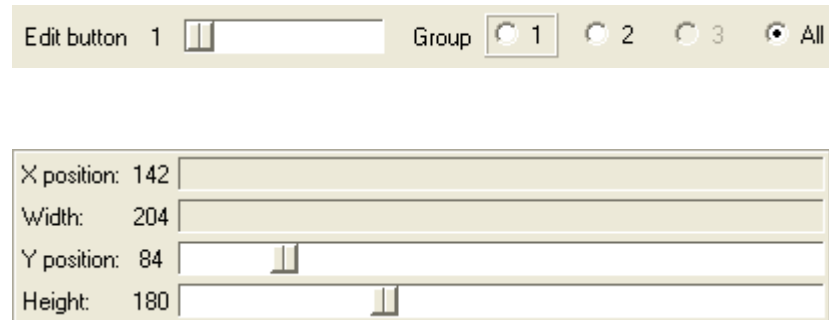 Edit button 1 Group 1 2 3 All
X position: 142
Width: 204
Y position: 84
Height: 180